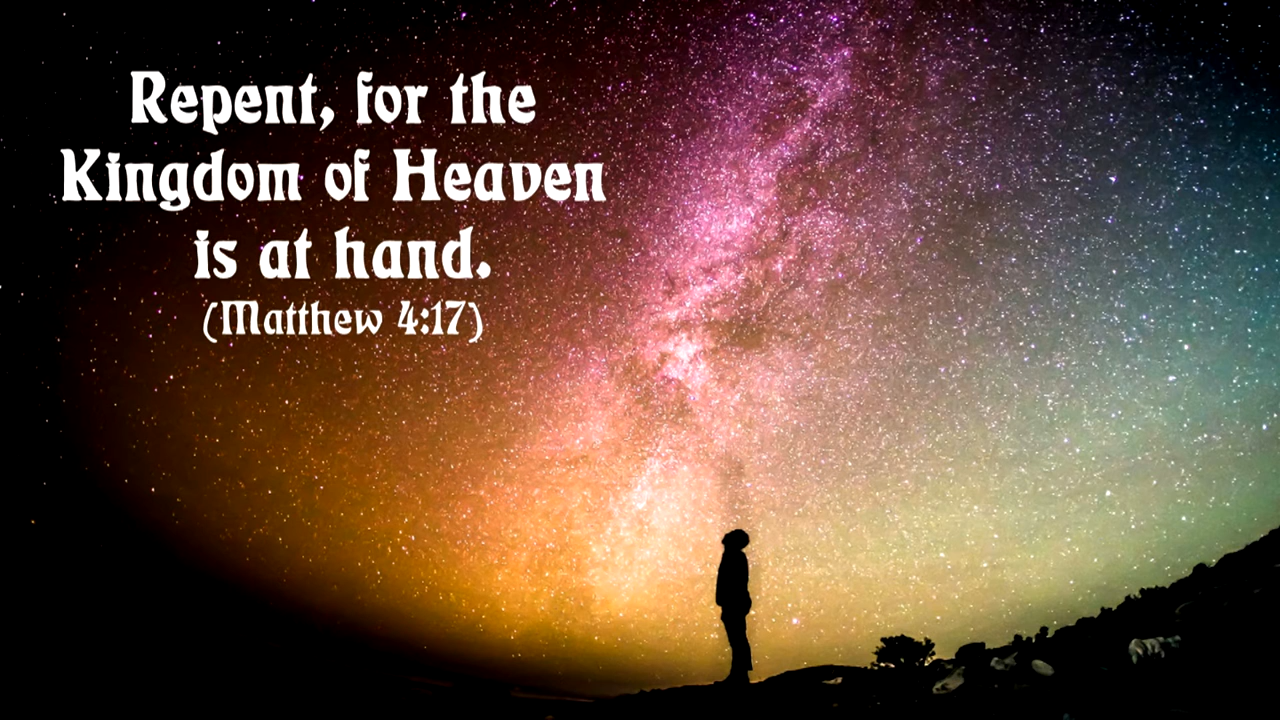 Repent, for the
Kingdom of Heaven
is at hand.
(Matthew 4:17)